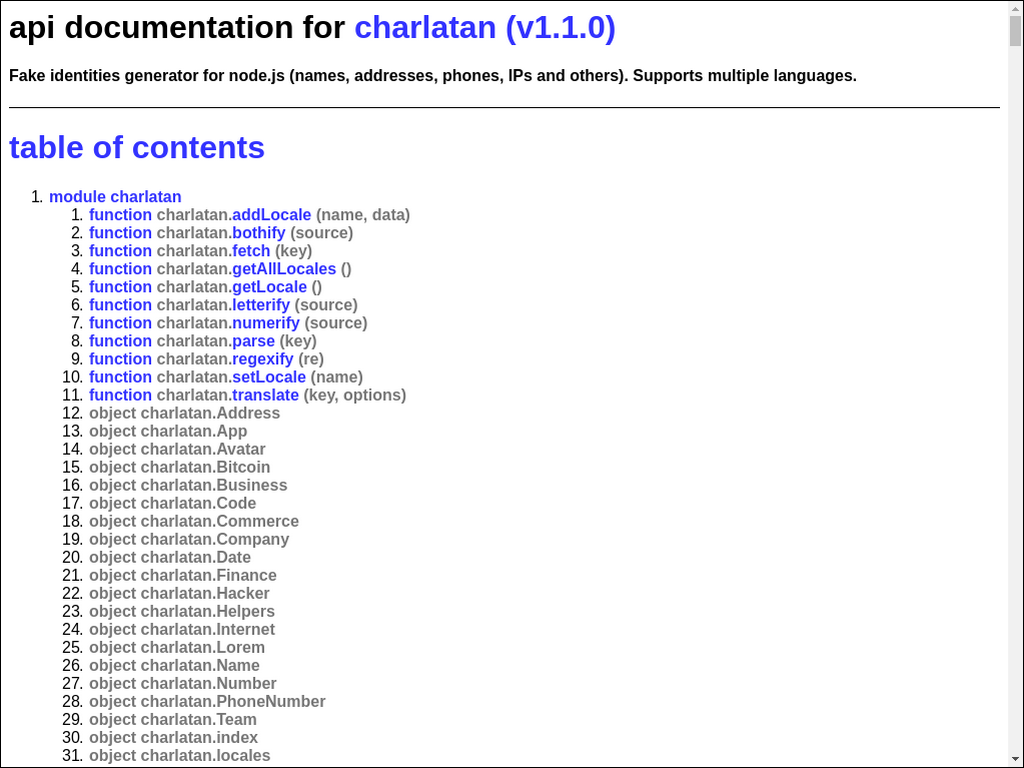 api documentation for charlatan (v1.1.0)
Fake identities generator for node.js (names, addresses, phones, IPs and others). Supports multiple languages.
table of contents
1. module charlatan
1. function charlatan.addLocale (name, data)
2. function charlatan.bothify (source)
3. function charlatan.fetch (key)
4. function charlatan.getAllLocales ()
5. function charlatan.getLocale ()
6. function charlatan.letterify (source)
7. function charlatan.numerify (source)
8. function charlatan.parse (key)
9. function charlatan.regexify (re)
10. function charlatan.setLocale (name)
11. function charlatan.translate (key, options)
12. object charlatan.Address
13. object charlatan.App
14. object charlatan.Avatar
15. object charlatan.Bitcoin
16. object charlatan.Business
17. object charlatan.Code
18. object charlatan.Commerce
19. object charlatan.Company
20. object charlatan.Date
21. object charlatan.Finance
22. object charlatan.Hacker
23. object charlatan.Helpers
24. object charlatan.Internet
25. object charlatan.Lorem
26. object charlatan.Name
27. object charlatan.Number
28. object charlatan.PhoneNumber
29. object charlatan.Team
30. object charlatan.index
31. object charlatan.locales